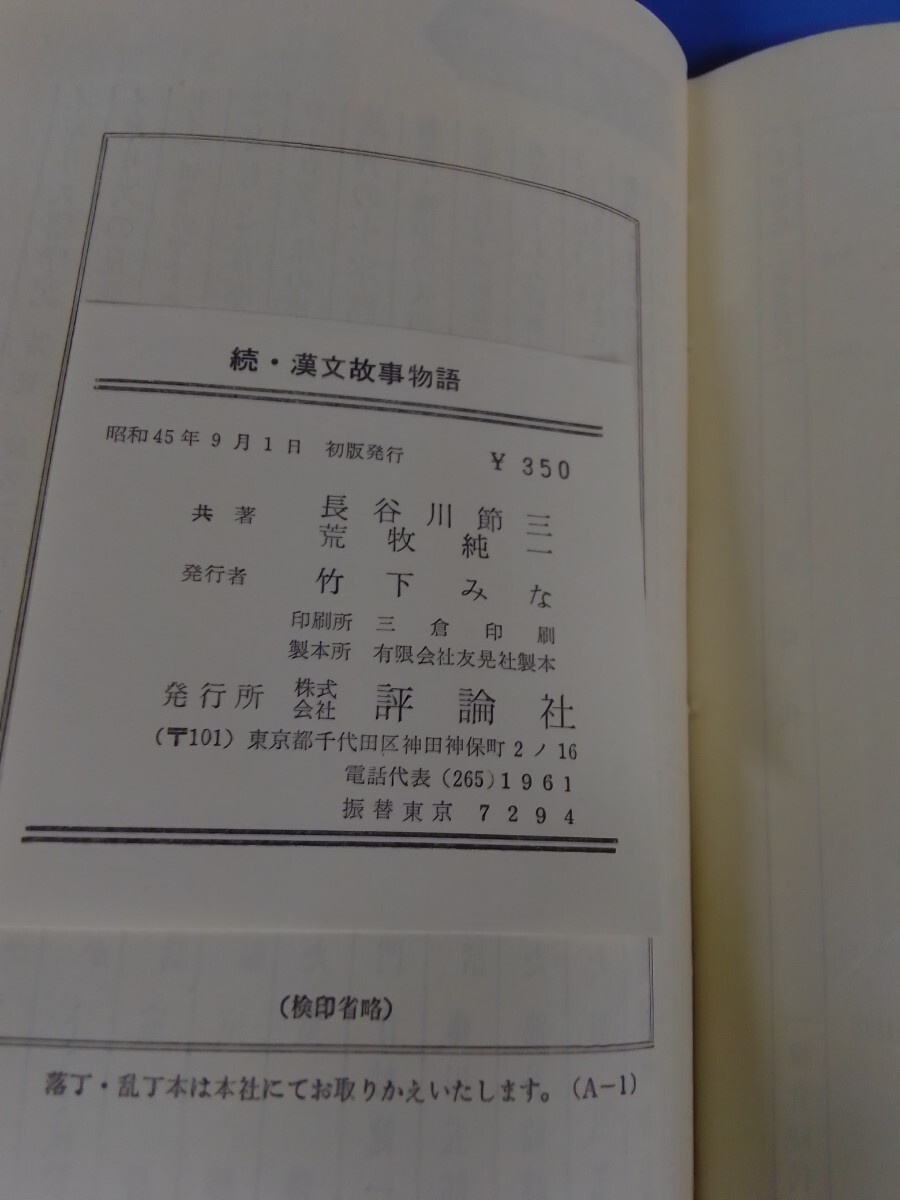 続・漢文故事物語
昭和45年9月1日 初版発行 ¥ 350
共著 長谷川節三
荒牧純一
発行者 竹下みな
印刷所 三倉印刷
製本所 有限会社友晃社製本
発行所 株式会社 評論社
(〒101) 東京都千代田区神田神保町2ノ16
電話代表 (265) 1961
振替東京 7294
(検印省略)
落丁・乱丁本は本社にてお取りかえいたします。(A-1)